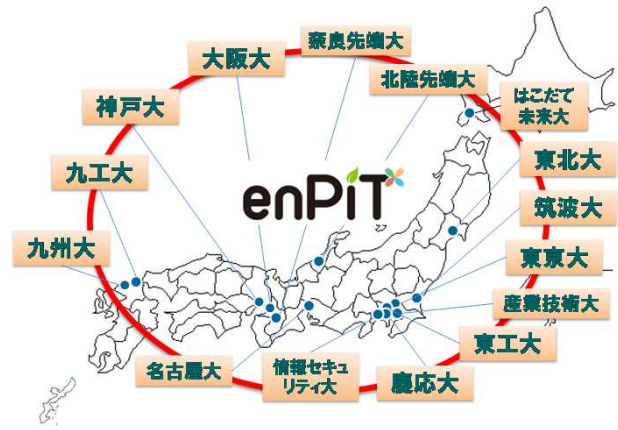 奈良先端大
大阪大
北陸先端大
はこだて
未来大
神戸大
東北大
九工大
enPiT
筑波大
九州大
東京大
産業技術大
東工大
名古屋大
情報セキュ
リティ大
慶応大